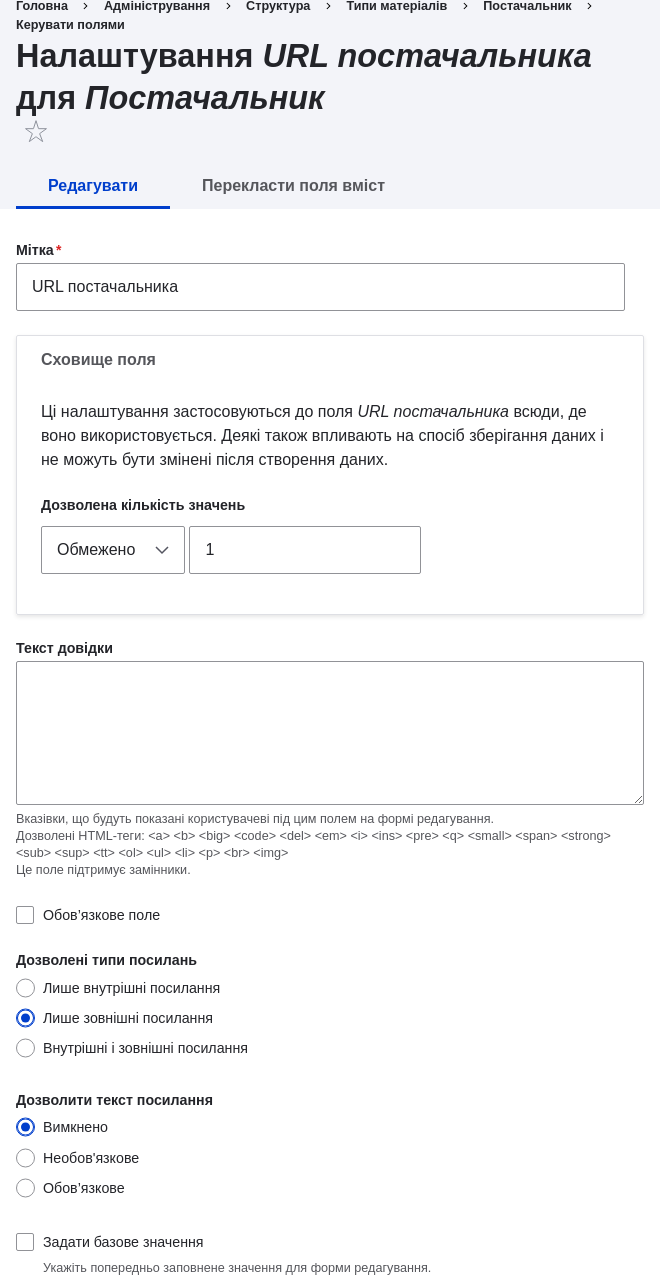 Головна › Адміністрування › Структура › Типи матеріалів › Постачальник ›
Керувати полями
Налаштування URL постачальника
для Постачальник
Редагувати Перекласти поля вміст
Мітка*
URL постачальника
Сховище поля
Ці налаштування застосовуються до поля URL постачальника всюди, де
воно використовується. Деякі також впливають на спосіб зберігання даних і
не можуть бути змінені після створення даних.
Дозволена кількість значень
Обмежено 1
Текст довідки
Вказівки, що будуть показані користувачеві під цим полем на формі редагування.
Дозволені HTML-теги: <a> <b> <big> <code> <del> <em> <i> <ins> <pre> <q> <small> <span> <strong>
<sub> <sup> <tt> <ol> <ul> <li> <p> <br> <img>
Це поле підтримує замінники.
Обов’язкове поле
Дозволені типи посилань
Лише внутрішні посилання
Лише зовнішні посилання
Внутрішні і зовнішні посилання
Дозволити текст посилання
Вимкнено
Необов'язкове
Обов’язкове
Задати базове значення
Укажіть попередньо заповнене значення для форми редагування.